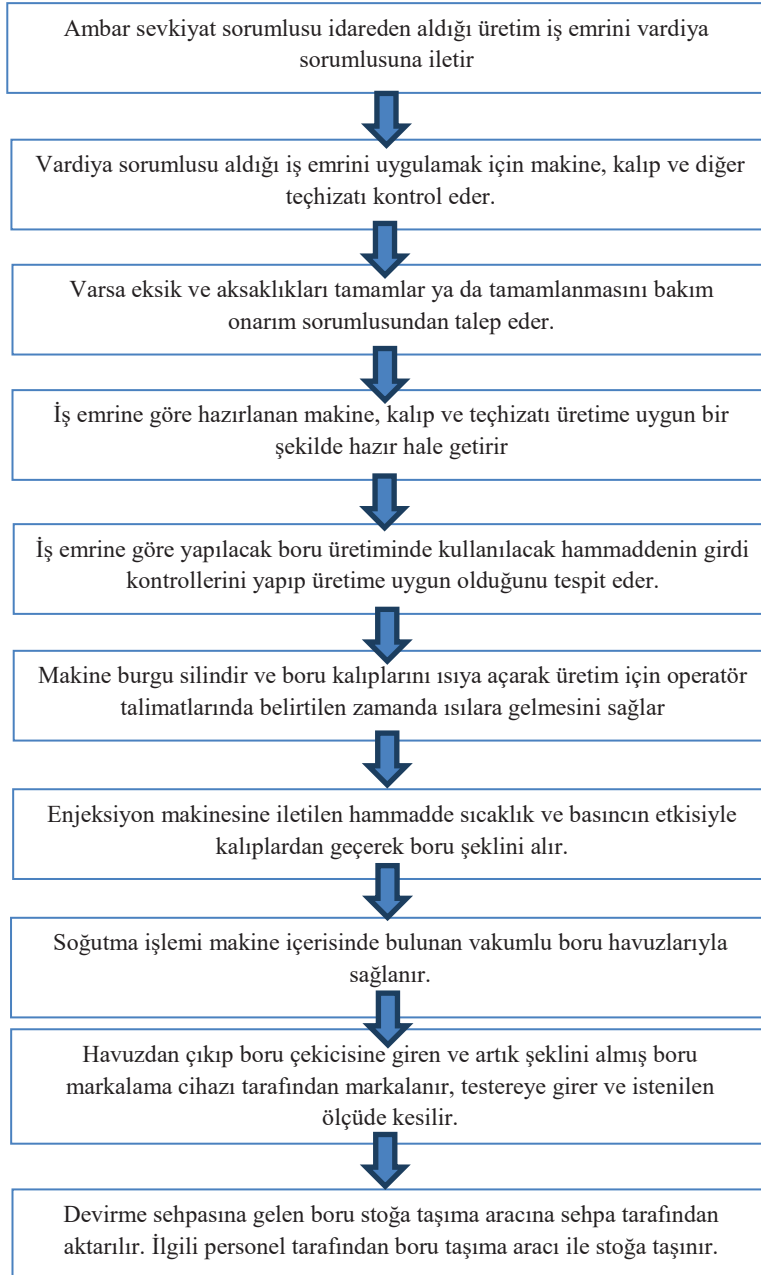 Ambar sevkiyat sorumlusu idareden aldığı üretim iş emrini vardiya
sorumlusuna iletir
Vardiya sorumlusu aldığı iş emrini uygulamak için makine, kalıp ve diğer
teçhizatı kontrol eder.
Varsa eksik ve aksaklıkları tamamlar ya da tamamlanmasını bakım
onarım sorumlusundan talep eder.
İş emrine göre hazırlanan makine, kalıp ve teçhizatı üretime uygun bir
şekilde hazır hale getirir
İş emrine göre yapılacak boru üretiminde kullanılacak hammaddenin girdi
kontrollerini yapıp üretime uygun olduğunu tespit eder.
Makine burgu silindir ve boru kalıplarını ısıya açarak üretim için operatör
talimatlarında belirtilen zamanda ısılara gelmesini sağlar
Enjeksiyon makinesine iletilen hammadde sıcaklık ve basıncın etkisiyle
kalıplardan geçerek boru şeklini alır.
Soğutma işlemi makine içerisinde bulunan vakumlu boru havuzlarıyla
sağlanır.
Havuzdan çıkıp boru çekicisine giren ve artık şeklini almış boru
markalama cihazı tarafından markalanır, testereye girer ve istenilen
ölçüde kesilir.
Devirme sehpasına gelen boru stoğa taşıma aracına sehpa tarafından
aktarılır. İlgili personel tarafından boru taşıma aracı ile stoğa taşınır.